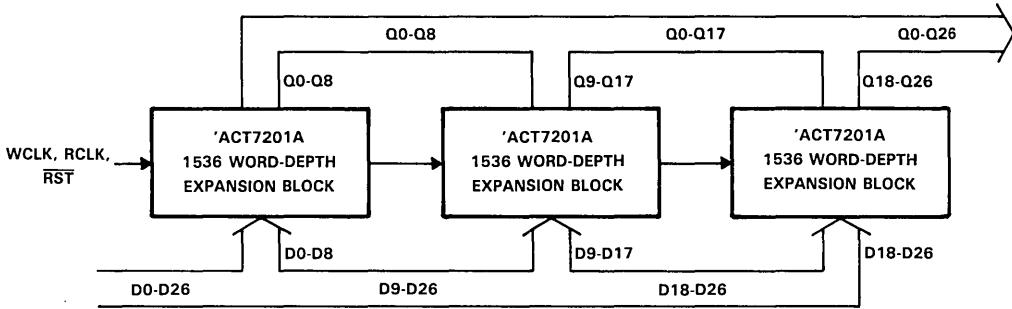 Q0-Q8
Q0-Q17
Q0-Q26
Q0-Q8
Q9-Q17
Q18-Q26
WCLK, RCLK,
RST
'ACT7201A
1536 WORD-DEPTH
EXPANSION BLOCK
'ACT7201A
1536 WORD-DEPTH
EXPANSION BLOCK
'ACT7201A
1536 WORD-DEPTH
EXPANSION BLOCK
D0-D8
D9-D17
D18-D26
D0-D26
D9-D26
D18-D26